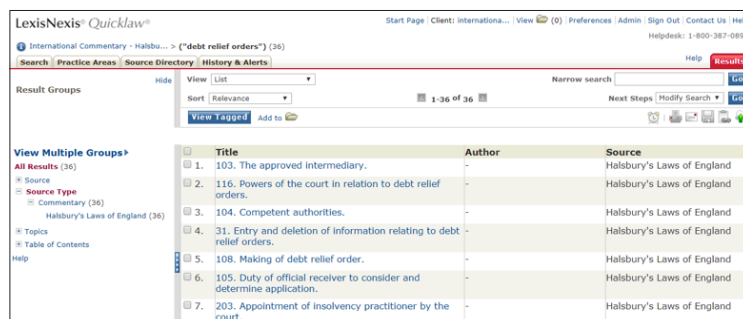 LexisNexis® Quicklaw®
Start Page | Client: internationa... | View (0) | Preferences | Admin | Sign Out | Contact Us | Hel
Helpdesk: 1-800-387-089
International Commentary - Halsbu... > ("debt relief orders") (36)
Search Practice Areas Source Directory History & Alerts
Help Results
Result Groups
Hide
View List
Narrow search Go
Sort Relevance
1-36 of 36
Next Steps Modify Search Go
View Tagged Add to
View Multiple Groups
All Results (36)
Source
Source Type
Commentary (36)
Halsbury's Laws of England (36)
Topics
Table of Contents
Help
Title Author Source
1. 103. The approved intermediary. - Halsbury's Laws of England
2. 116. Powers of the court in relation to debt relief - Halsbury's Laws of England
orders.
3. 104. Competent authorities. - Halsbury's Laws of England
4. 31. Entry and deletion of information relating to debt - Halsbury's Laws of England
relief orders.
5. 108. Making of debt relief order. - Halsbury's Laws of England
6. 105. Duty of official receiver to consider and - Halsbury's Laws of England
determine application.
7. 203. Appointment of insolvency practitioner by the - Halsbury's Laws of England
court.